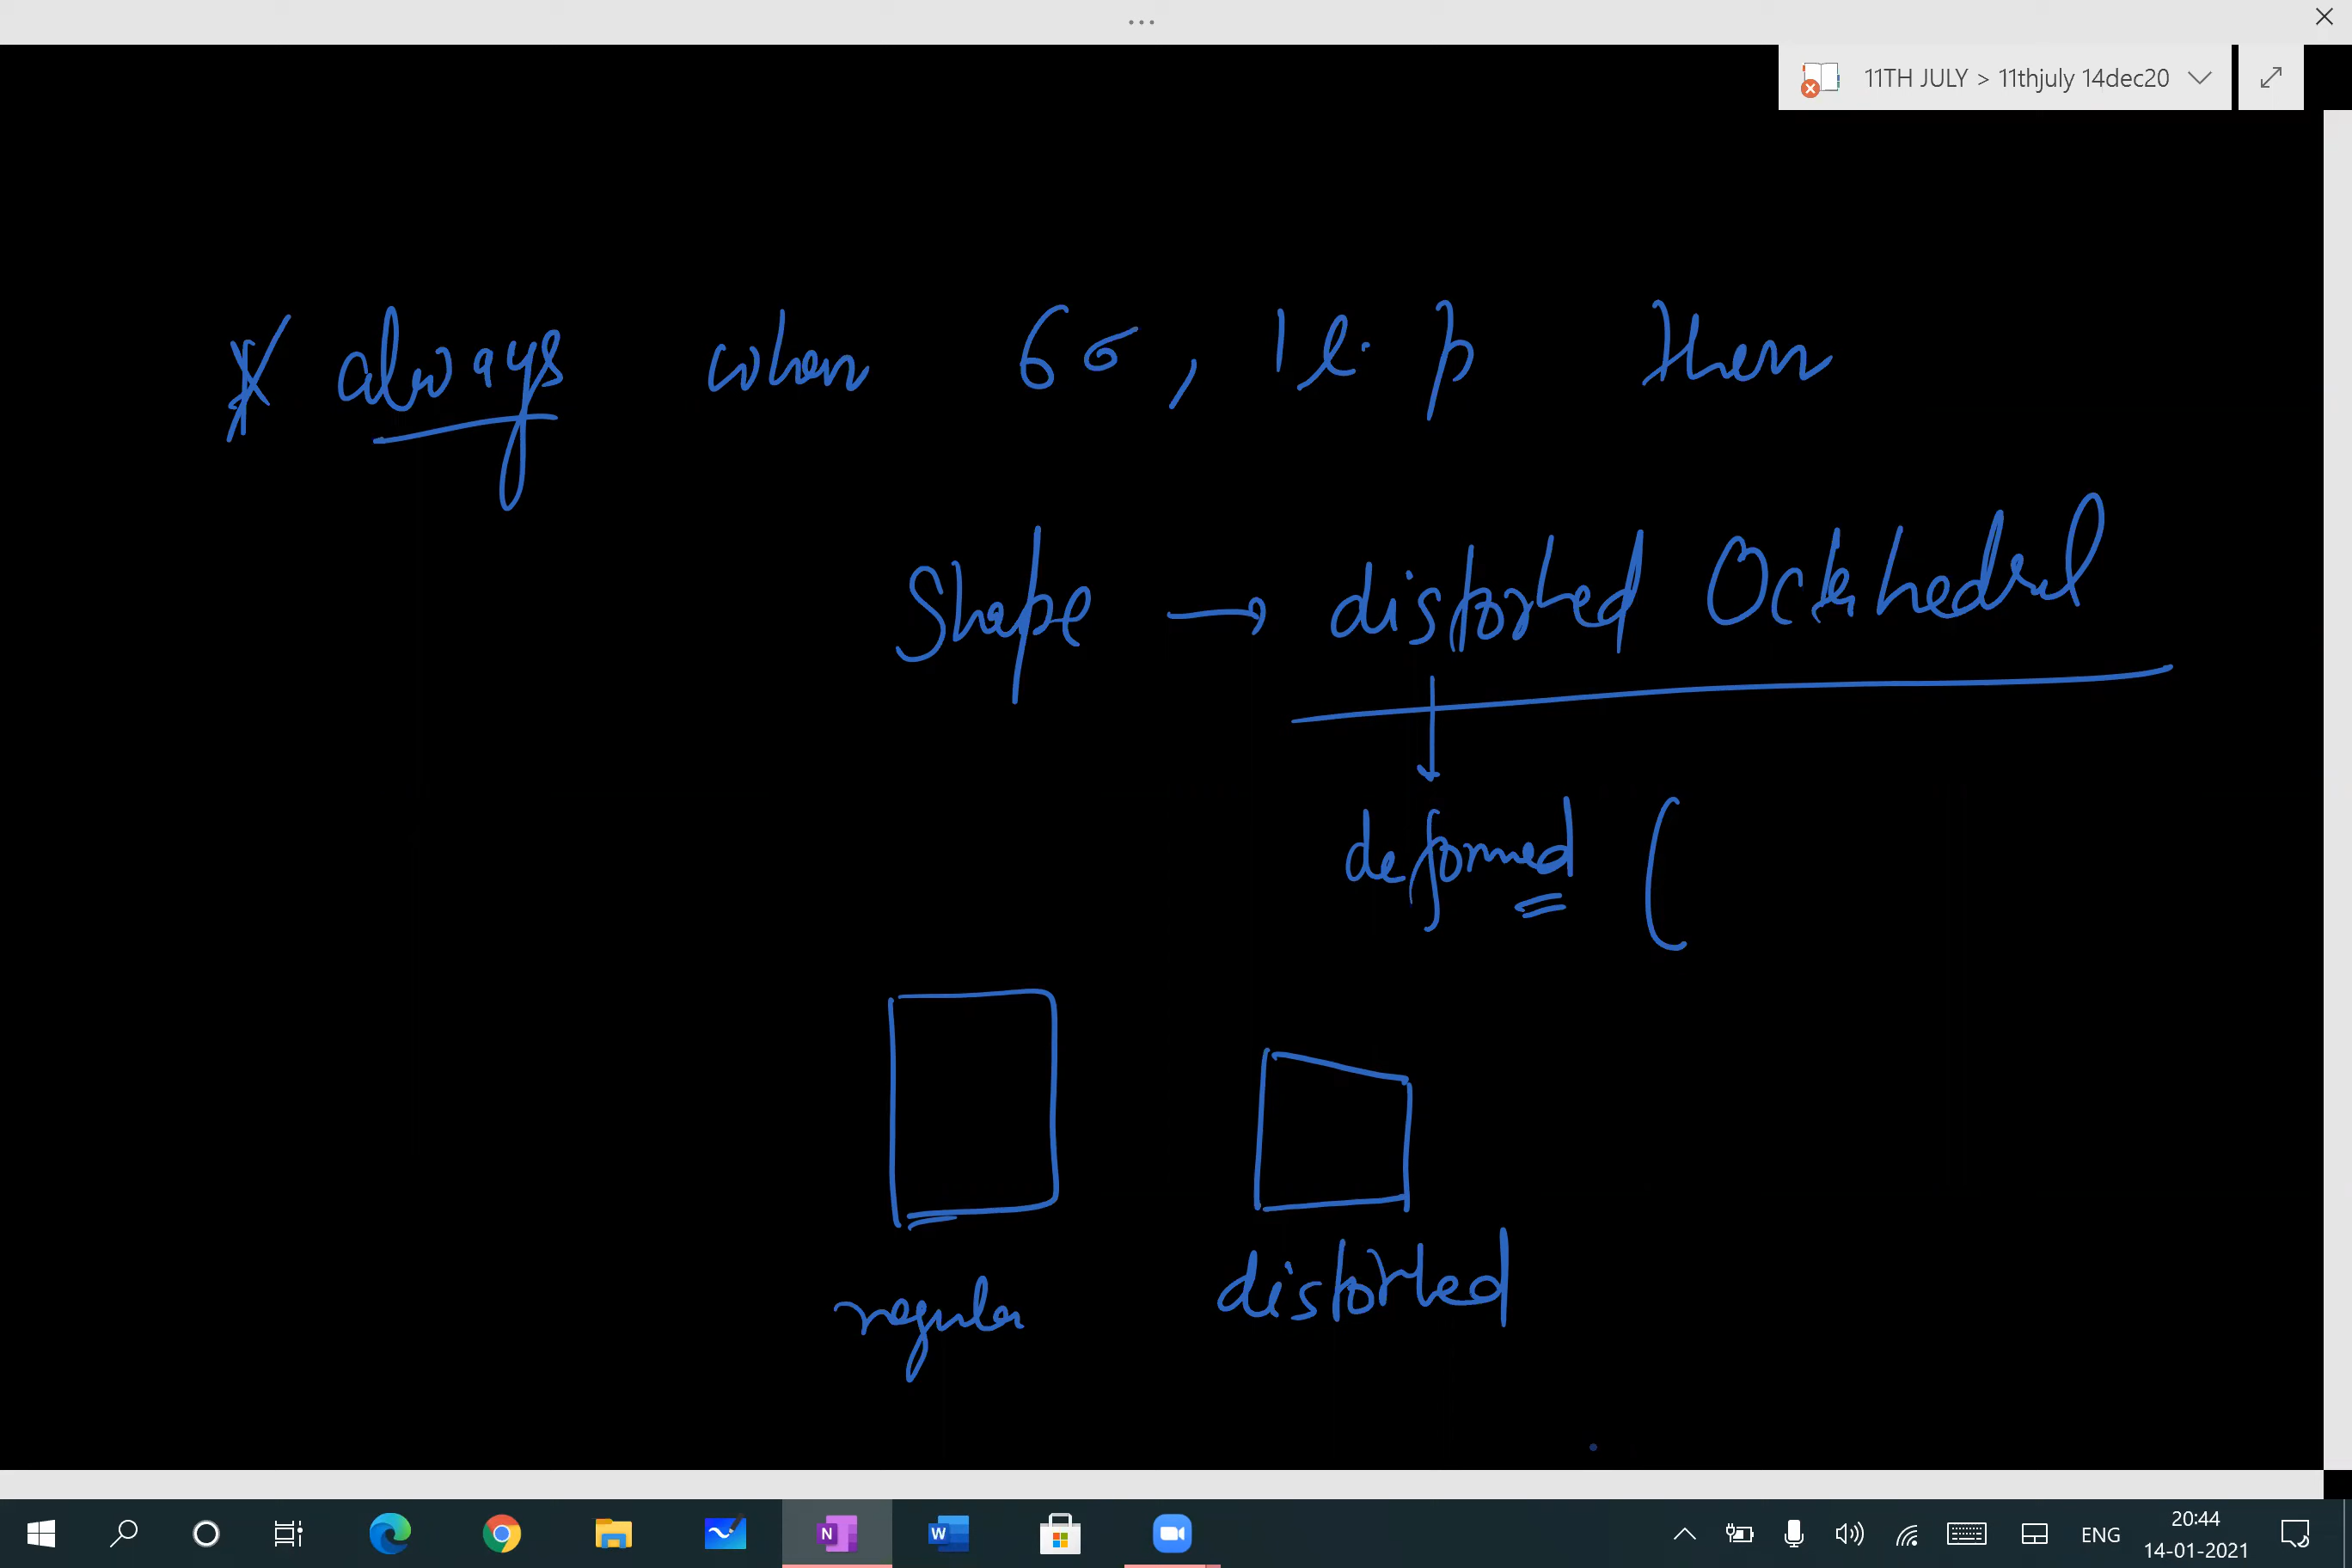 11TH JULY > 11thjuly 14dec20
* always when 6σ, 1l.p then
Shape → distorted Octahedral
deformed (
regular distorted
ENG
20:44
14-01-2021